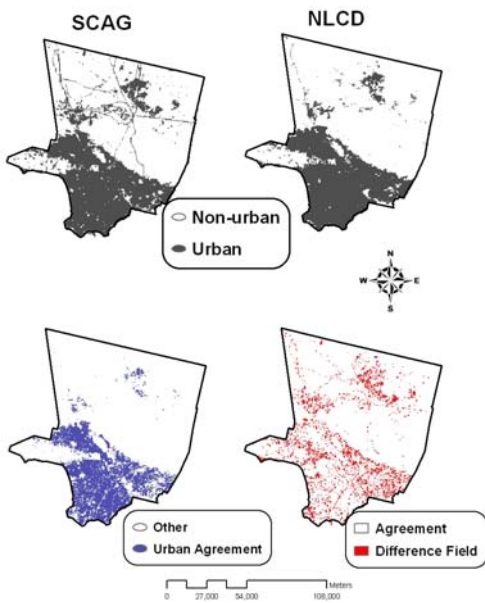 SCAG
NLCD
Non-urban
Urban
N
W E
S
Other
Urban Agreement
Agreement
Difference Field
Meters
0 27,000 54,000 108,000